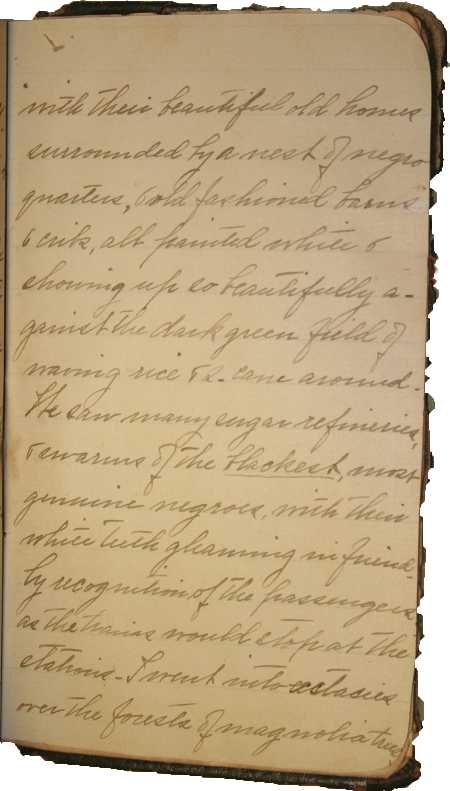 with their beautiful old homes
surrounded by a nest of negro
quarters, & old fashioned barns
& cribs, all painted white &
showing up so beautifully a-
gainst the dark green field of
waving rice & s. cane around.
We saw many sugar refineries,
& swarms of the blackest, most
genuine negroes, with their
white teeth gleaming in friend-
ly recognition of the passengers
as the trains would stop at the
stations - I went into ecstacies
over the forests of magnolia trees,